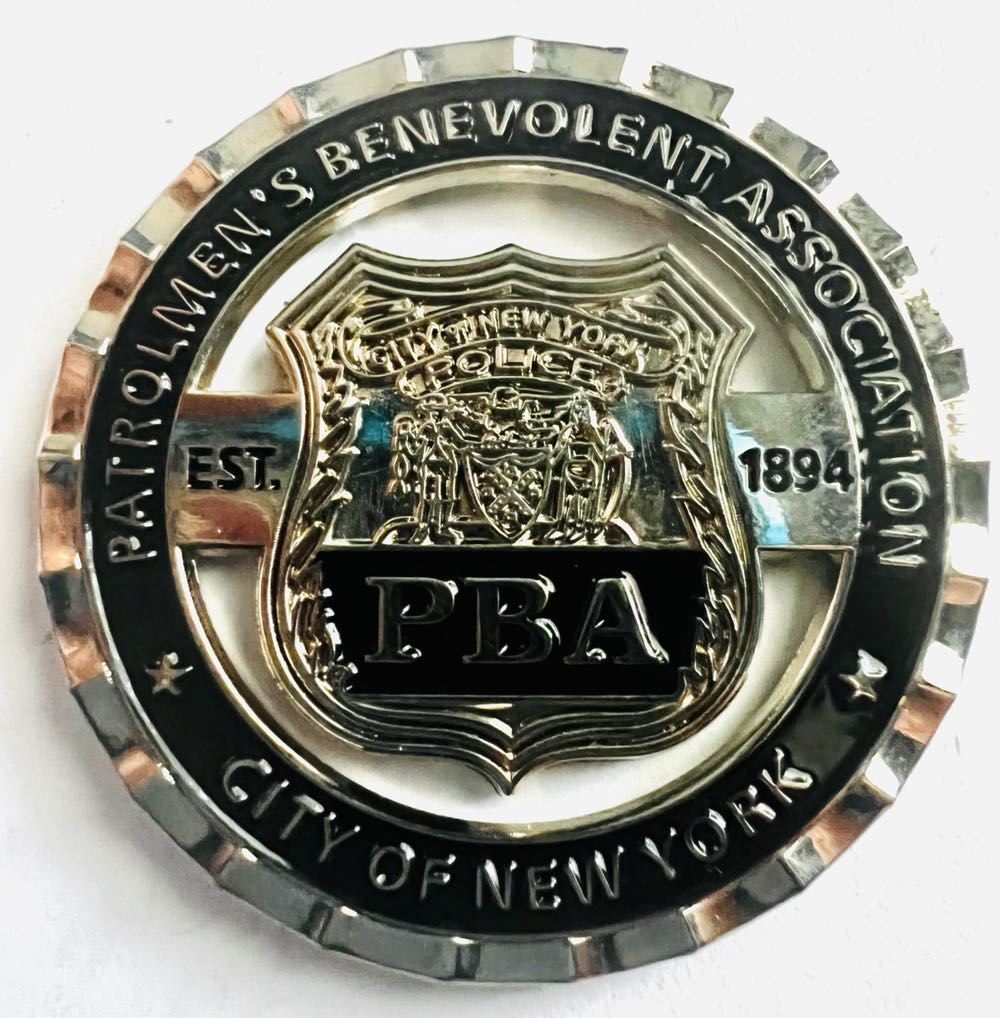 PATROLMEN'S BENEVOLENT ASSOCIATION
CITY OF NEW YORK
POLICE
EST. 1894
PBA
CITY OF NEW YORK